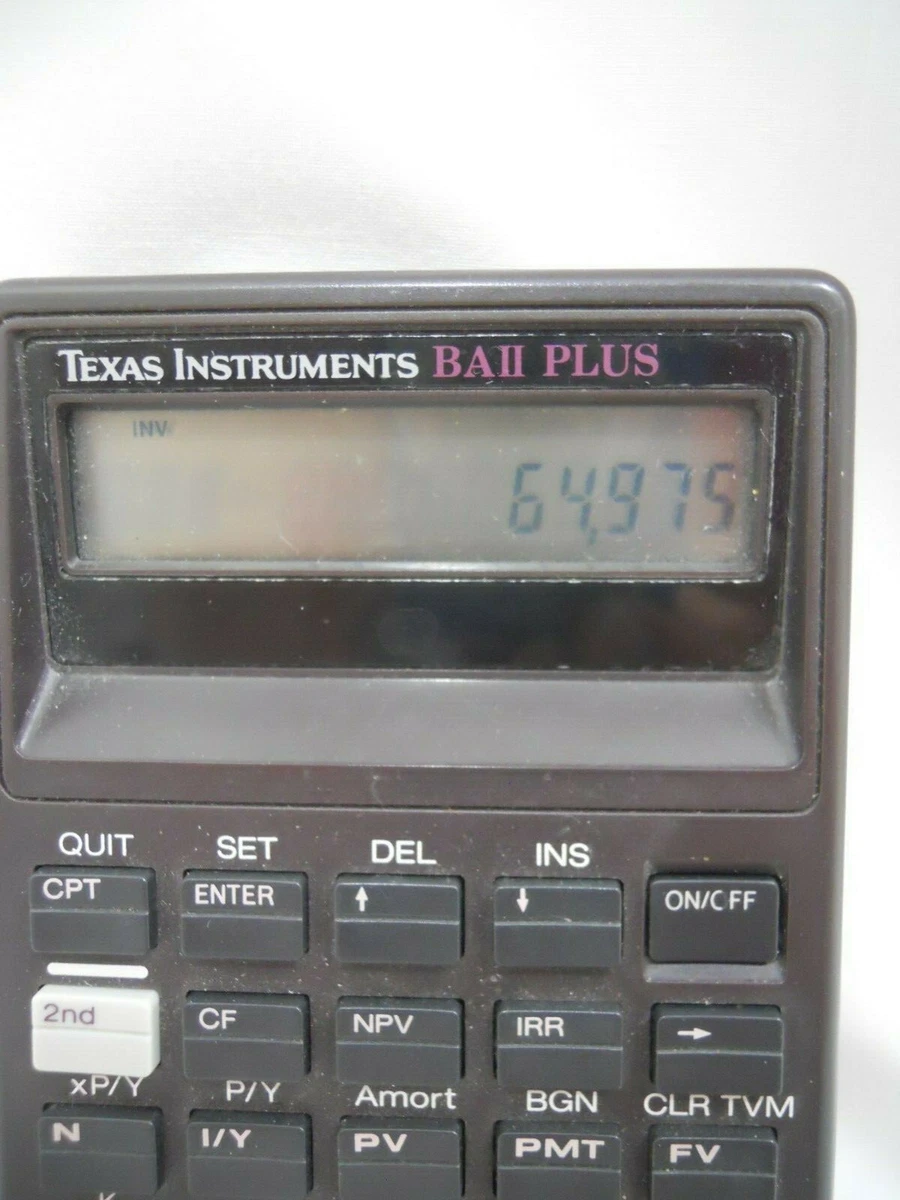 TEXAS INSTRUMENTS BAII PLUS
INV
64,975
QUIT SET DEL INS
CPT ENTER ↑ ↓ ON/OFF
2nd CF NPV IRR →
xP/Y P/Y Amort BGN CLR TVM
N I/Y PV PMT FV
K